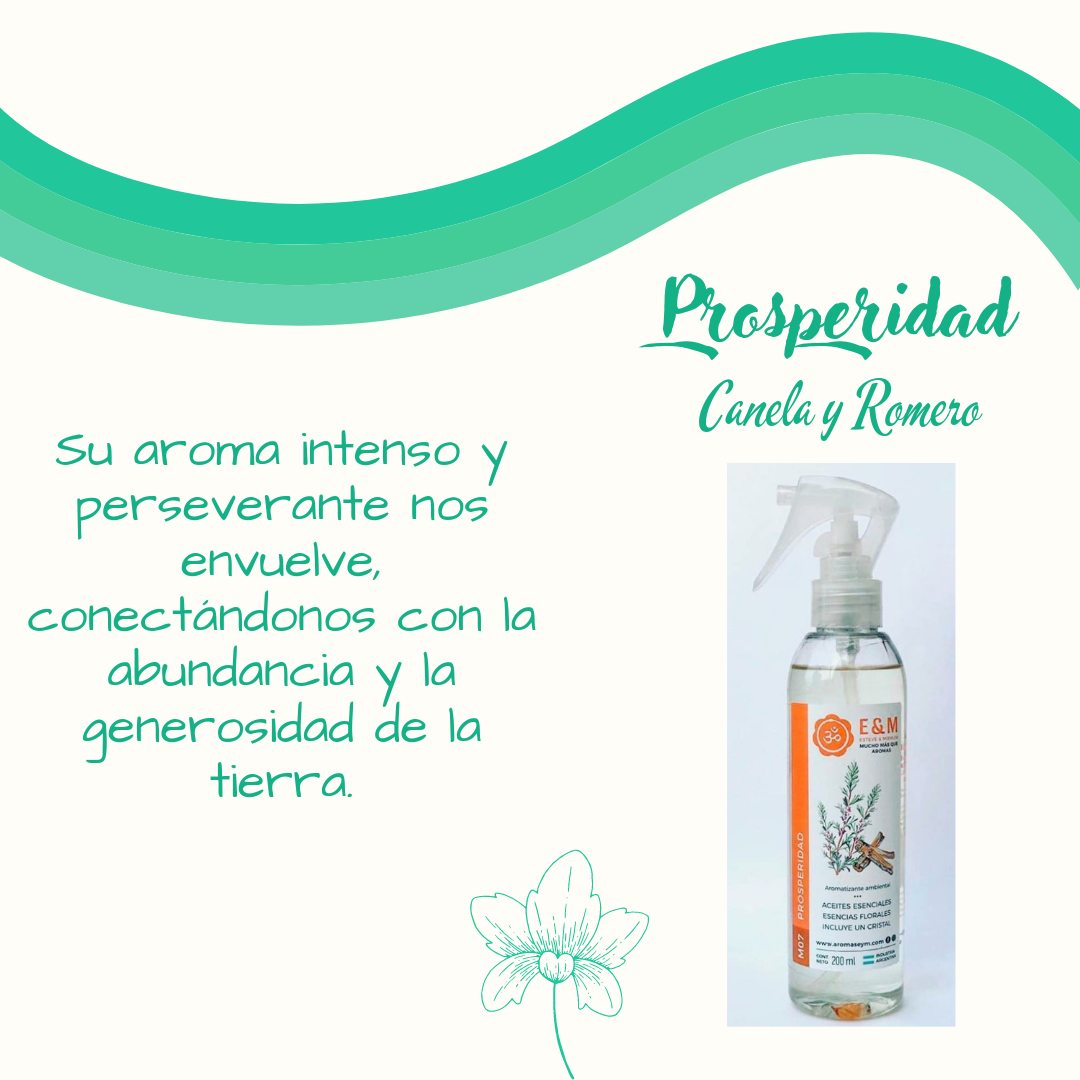 Prosperidad
Canela y Romero
Su aroma intenso y
perseverante nos
envuelve,
conectándonos con la
abundancia y la
generosidad de la
tierra.
E&M
MUCHO MÁS QUE
AROMAS
M07 PROSPERIDAD
Aromatizante ambiental
ACEITES ESENCIALES
ESENCIAS FLORALES
INCLUYE UN CRISTAL
www.aromaseym.com
CONT
NETO 200 ml
INDUSTRIA
ARGENTINA